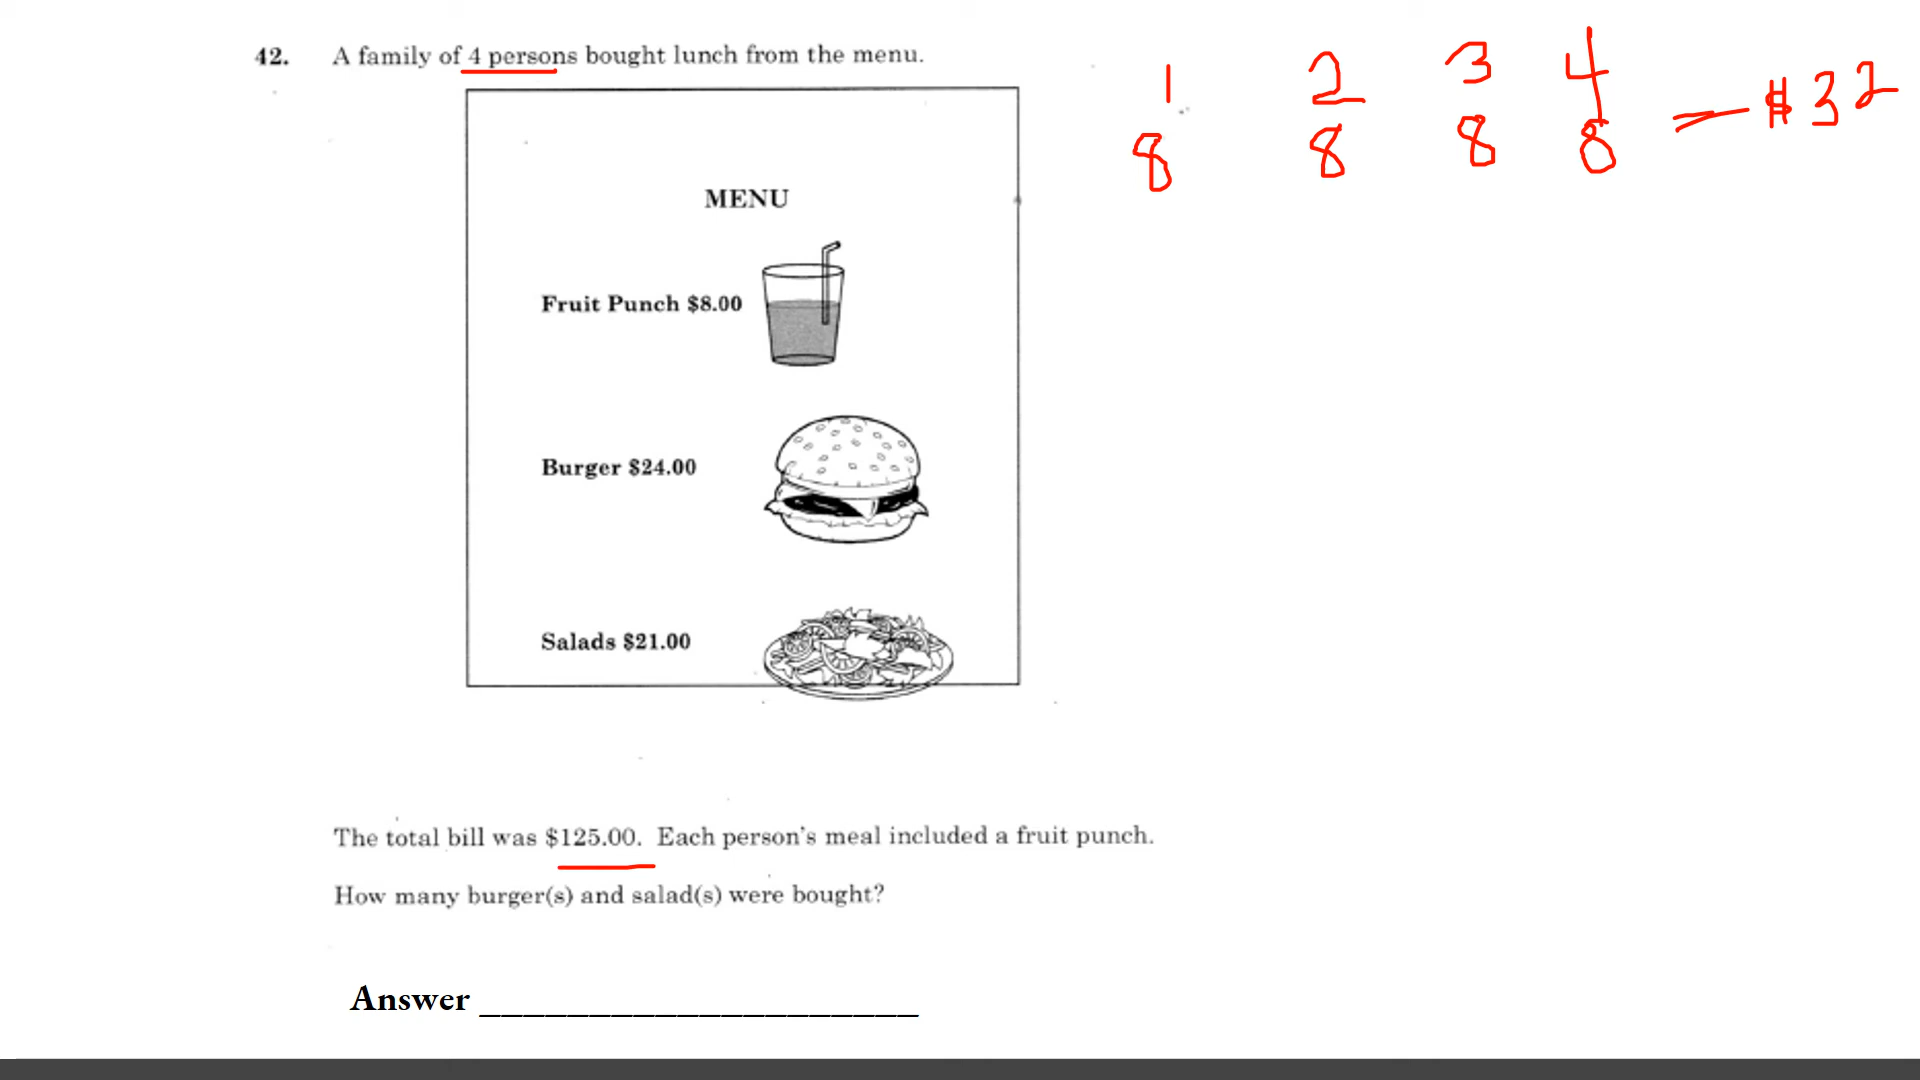 42. A family of 4 persons bought lunch from the menu.
1 2 3 4
8 8 8 8 = $32
MENU
Fruit Punch $8.00
Burger $24.00
Salads $21.00
The total bill was $125.00. Each person's meal included a fruit punch.
How many burger(s) and salad(s) were bought?
Answer ____________________